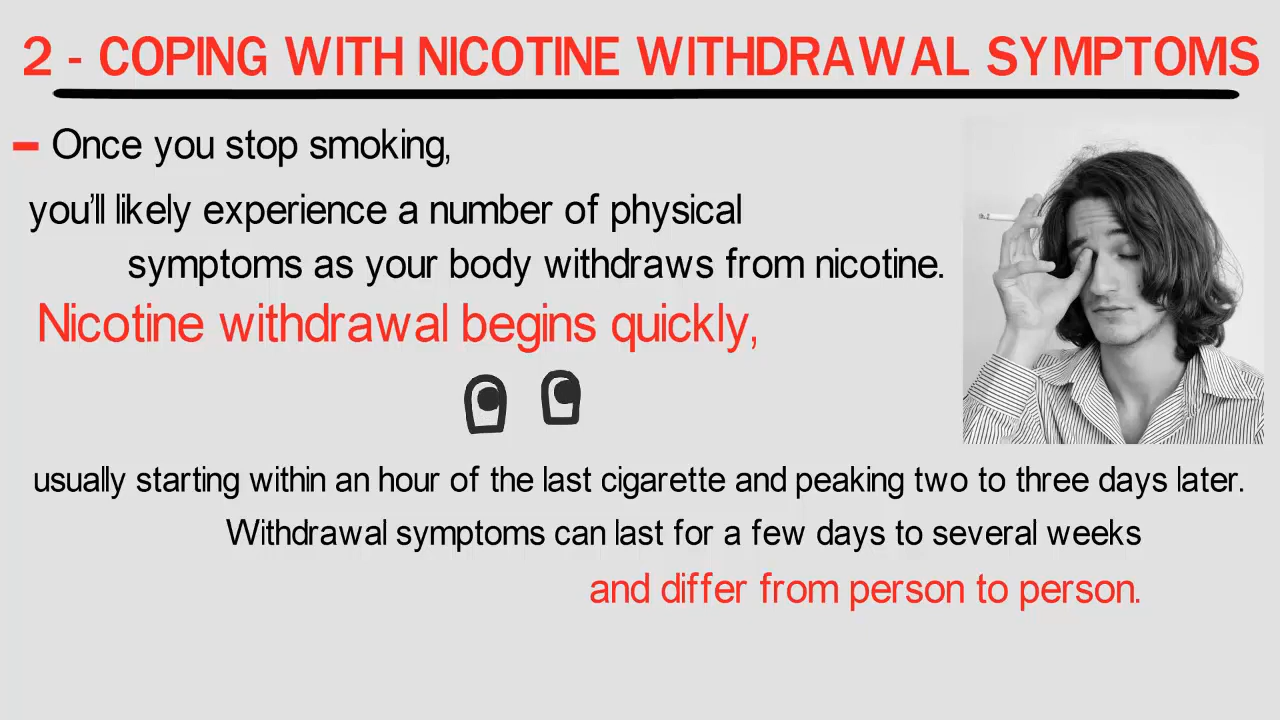 2 - COPING WITH NICOTINE WITHDRAWAL SYMPTOMS
Once you stop smoking,
you'll likely experience a number of physical
symptoms as your body withdraws from nicotine.
Nicotine withdrawal begins quickly,
usually starting within an hour of the last cigarette and peaking two to three days later.
Withdrawal symptoms can last for a few days to several weeks
and differ from person to person.